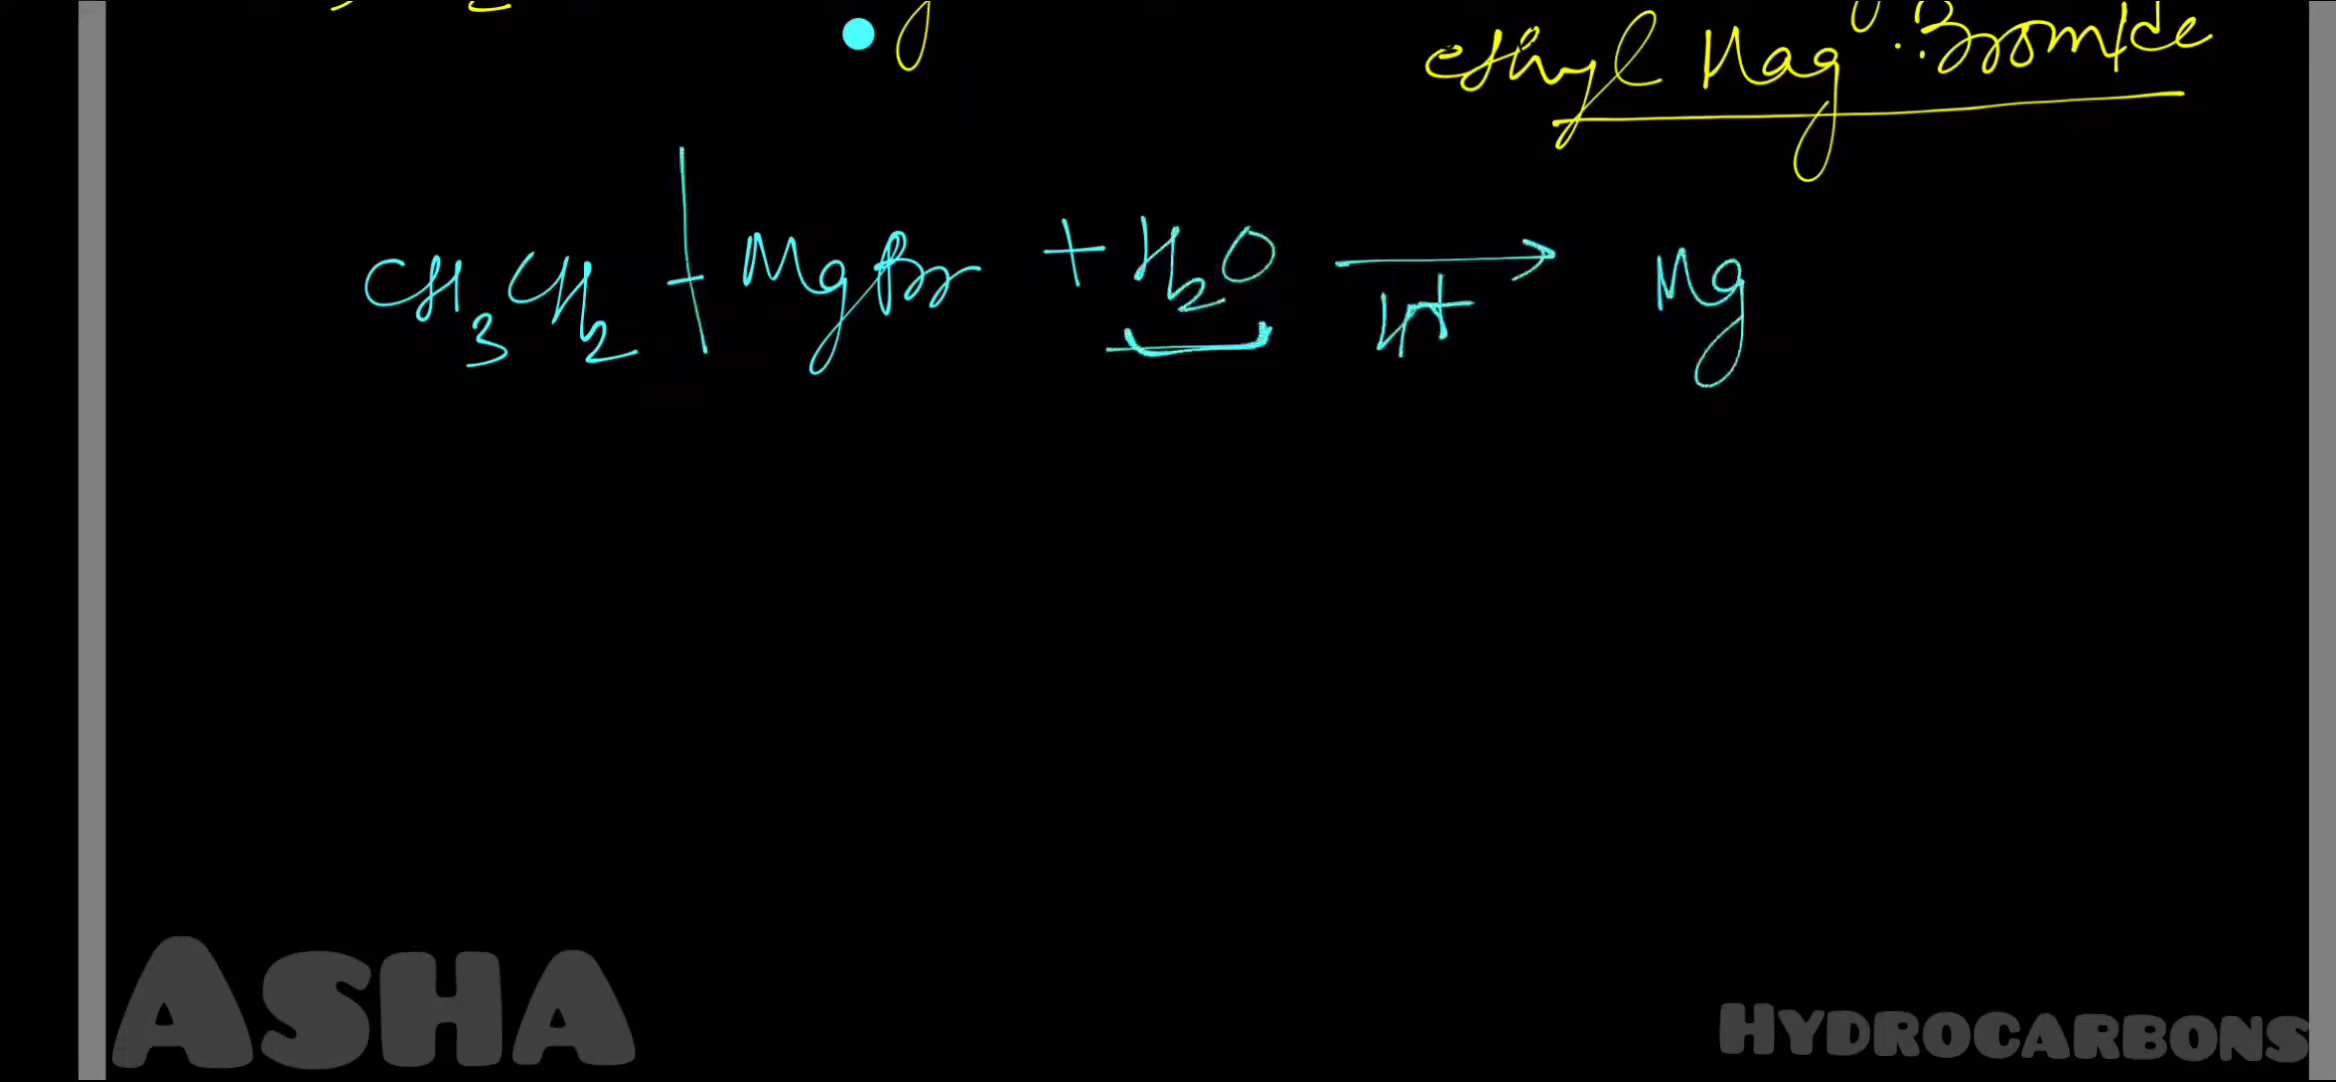 ethyl Mag. Bromide
CH3CH2 - MgBr + H2O → Mg
H+
ASHA
HYDROCARBONS